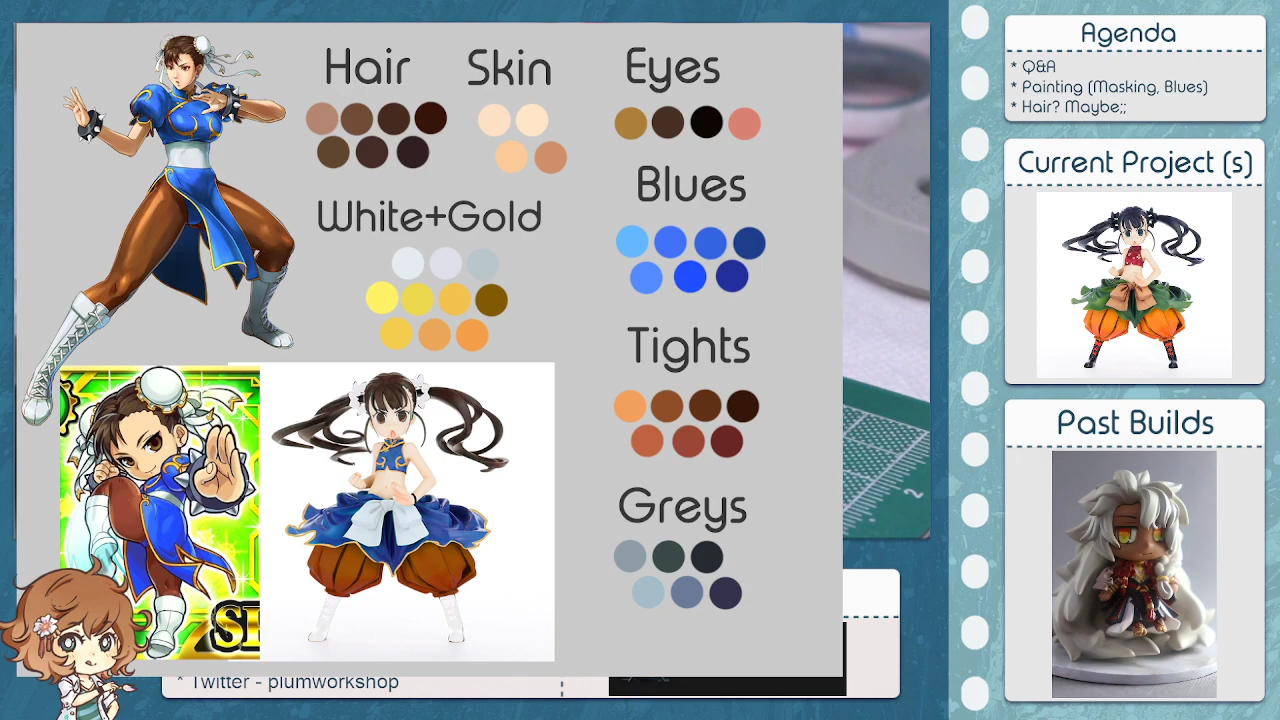 Hair
Skin
Eyes
White+Gold
Blues
Tights
Greys
* Twitter - plumworkshop
Agenda
* Q&A
* Painting (Masking, Blues)
* Hair? Maybe;;
Current Project (s)
Past Builds
2